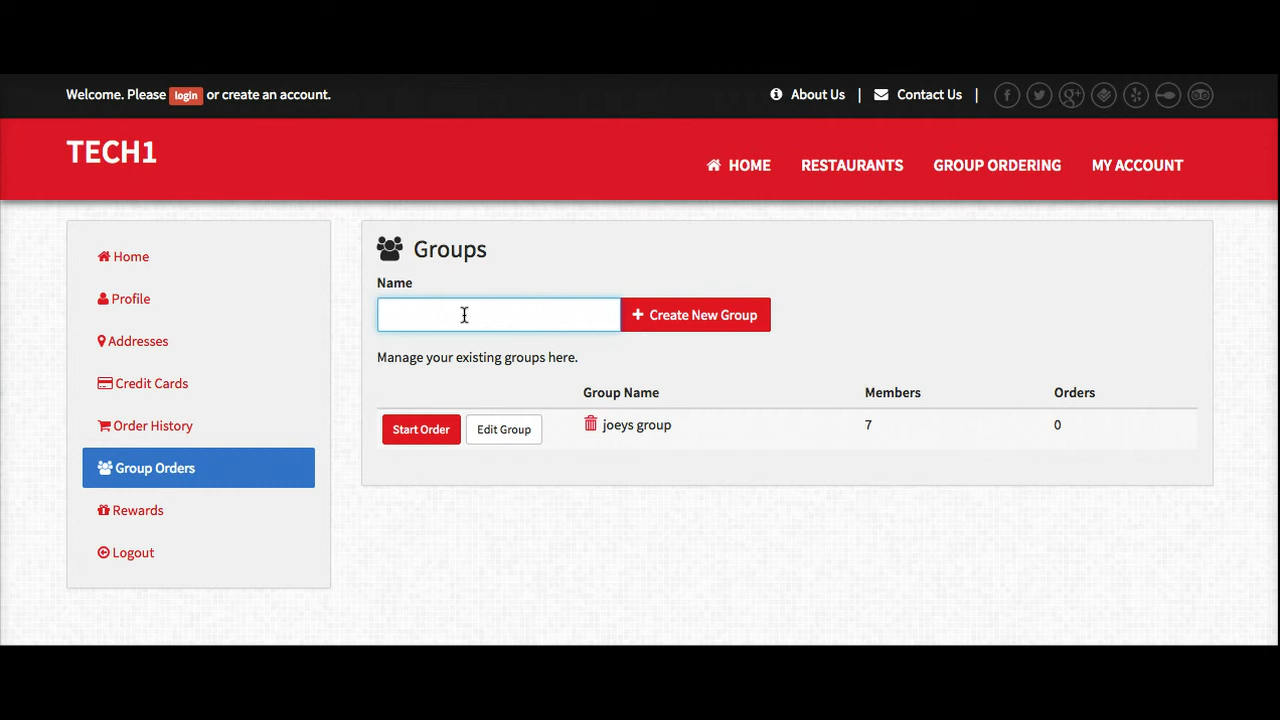 Welcome. Please login or create an account.
About Us | Contact Us |
TECH1
HOME RESTAURANTS GROUP ORDERING MY ACCOUNT
Home
Profile
Addresses
Credit Cards
Order History
Group Orders
Rewards
Logout
Groups
Name
+ Create New Group
Manage your existing groups here.
Group Name Members Orders
Start Order Edit Group joeys group 7 0